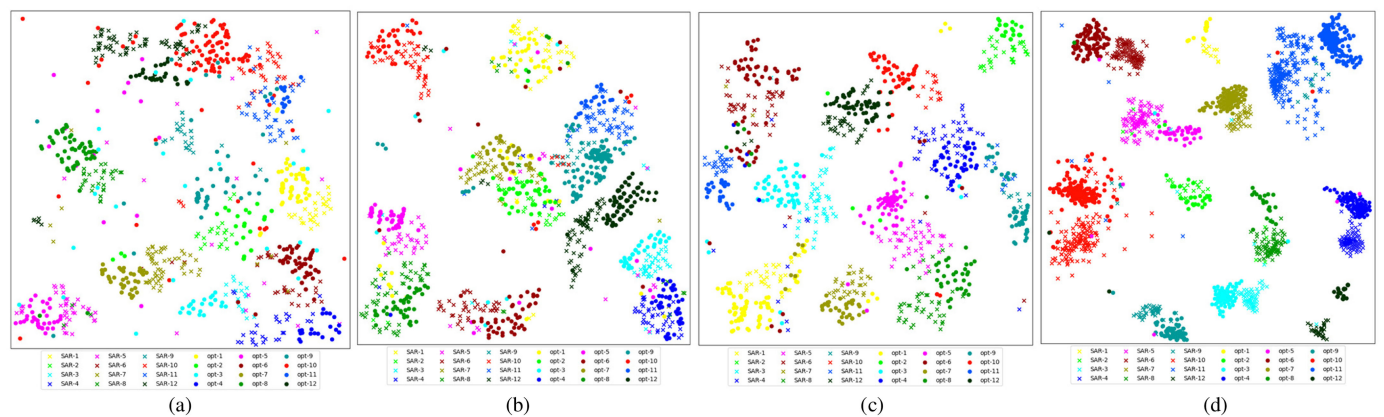 SAR-1 SAR-5 SAR-9 opt-1 opt-5 opt-9
SAR-2 SAR-6 SAR-10 opt-2 opt-6 opt-10
SAR-3 SAR-7 SAR-11 opt-3 opt-7 opt-11
SAR-4 SAR-8 SAR-12 opt-4 opt-8 opt-12
(a)
SAR-1 SAR-5 SAR-9 opt-1 opt-5 opt-9
SAR-2 SAR-6 SAR-10 opt-2 opt-6 opt-10
SAR-3 SAR-7 SAR-11 opt-3 opt-7 opt-11
SAR-4 SAR-8 SAR-12 opt-4 opt-8 opt-12
(b)
SAR-1 SAR-5 SAR-9 opt-1 opt-5 opt-9
SAR-2 SAR-6 SAR-10 opt-2 opt-6 opt-10
SAR-3 SAR-7 SAR-11 opt-3 opt-7 opt-11
SAR-4 SAR-8 SAR-12 opt-4 opt-8 opt-12
(c)
SAR-1 SAR-5 SAR-9 opt-1 opt-5 opt-9
SAR-2 SAR-6 SAR-10 opt-2 opt-6 opt-10
SAR-3 SAR-7 SAR-11 opt-3 opt-7 opt-11
SAR-4 SAR-8 SAR-12 opt-4 opt-8 opt-12
(d)